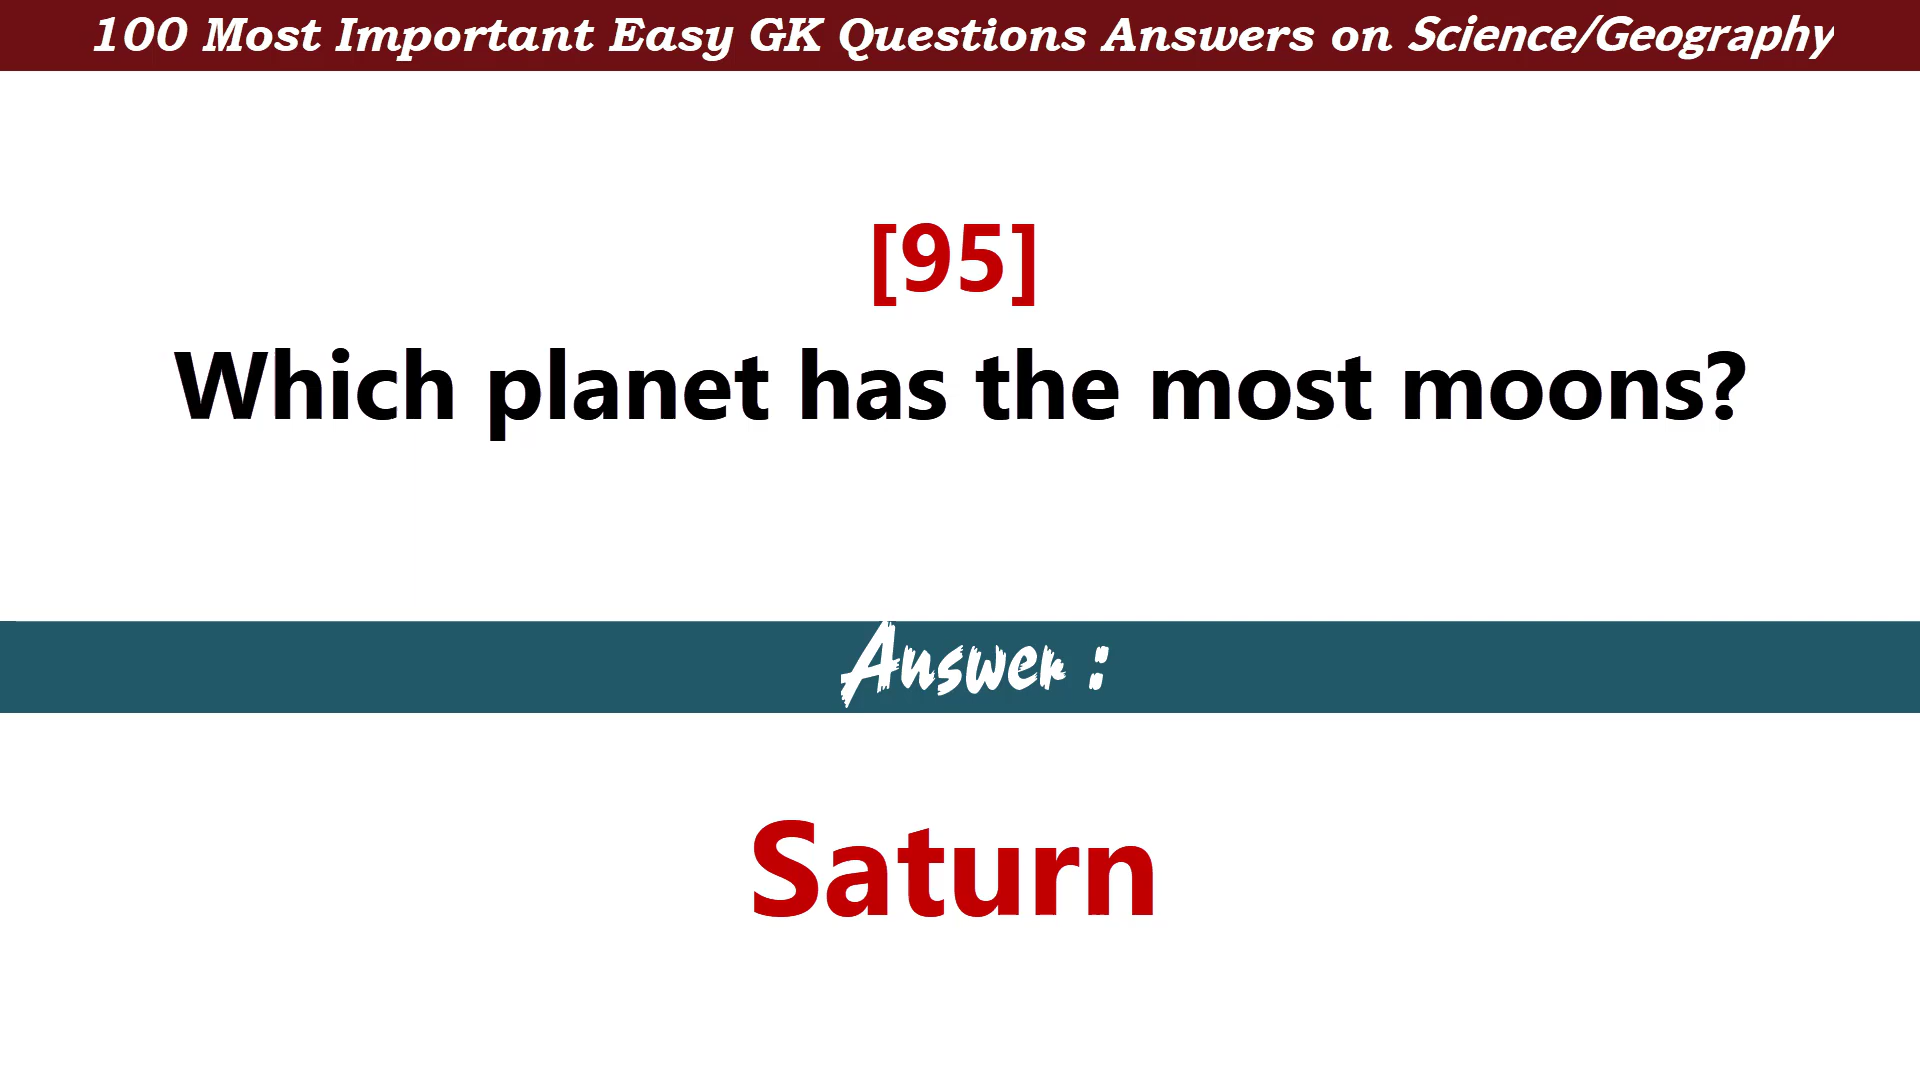 100 Most Important Easy GK Questions Answers on Science/Geography
[95]
Which planet has the most moons?
Answer :
Saturn